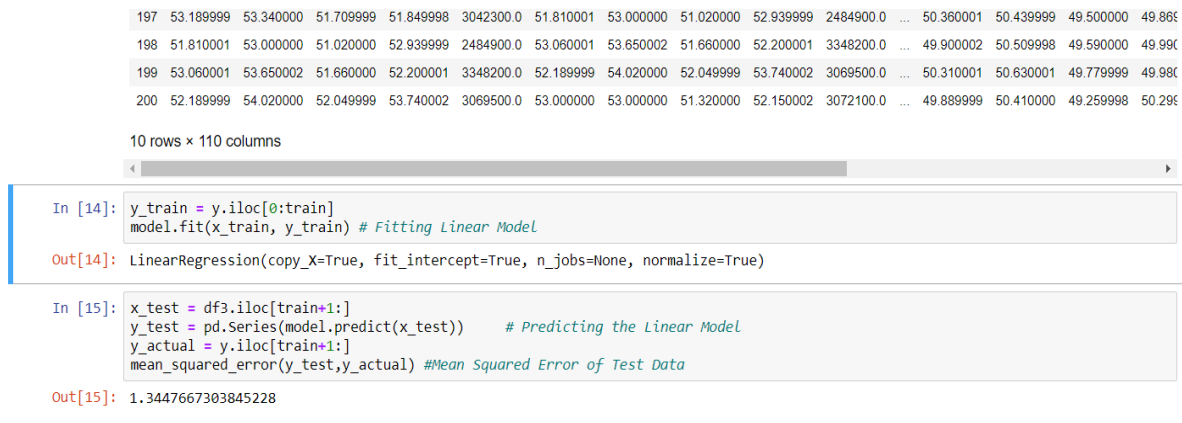 197 53.189999 53.340000 51.709999 51.849998 3042300.0 51.810001 53.000000 51.020000 52.939999 2484900.0 ... 50.360001 50.439999 49.500000 49.869
198 51.810001 53.000000 51.020000 52.939999 2484900.0 53.060001 53.650002 51.660000 52.200001 3348200.0 ... 49.900002 50.509998 49.590000 49.990
199 53.060001 53.650002 51.660000 52.200001 3348200.0 52.189999 54.020000 52.049999 53.740002 3069500.0 ... 50.310001 50.630001 49.779999 49.980
200 52.189999 54.020000 52.049999 53.740002 3069500.0 53.000000 53.000000 51.320000 52.150002 3072100.0 ... 49.889999 50.410000 49.259998 50.299
10 rows × 110 columns
In [14]: y_train = y.iloc[0:train]
model.fit(x_train, y_train) # Fitting Linear Model
Out[14]: LinearRegression(copy_X=True, fit_intercept=True, n_jobs=None, normalize=True)
In [15]: x_test = df3.iloc[train+1:]
y_test = pd.Series(model.predict(x_test)) # Predicting the Linear Model
y_actual = y.iloc[train+1:]
mean_squared_error(y_test,y_actual) #Mean Squared Error of Test Data
Out[15]: 1.3447667303845228